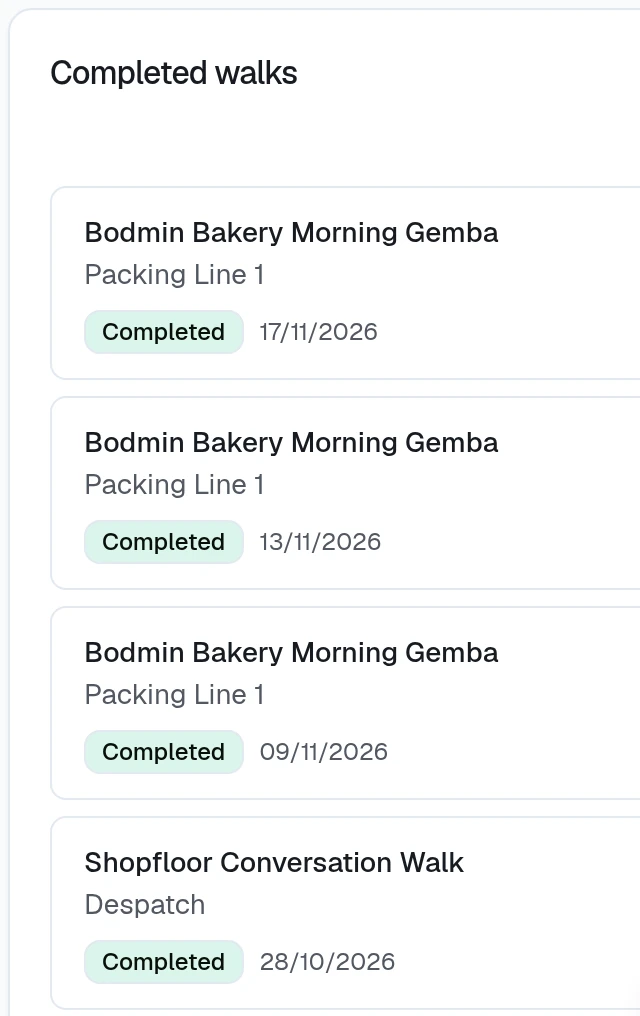 Completed walks
Bodmin Bakery Morning Gemba
Packing Line 1
Completed 17/11/2026
Bodmin Bakery Morning Gemba
Packing Line 1
Completed 13/11/2026
Bodmin Bakery Morning Gemba
Packing Line 1
Completed 09/11/2026
Shopfloor Conversation Walk
Despatch
Completed 28/10/2026